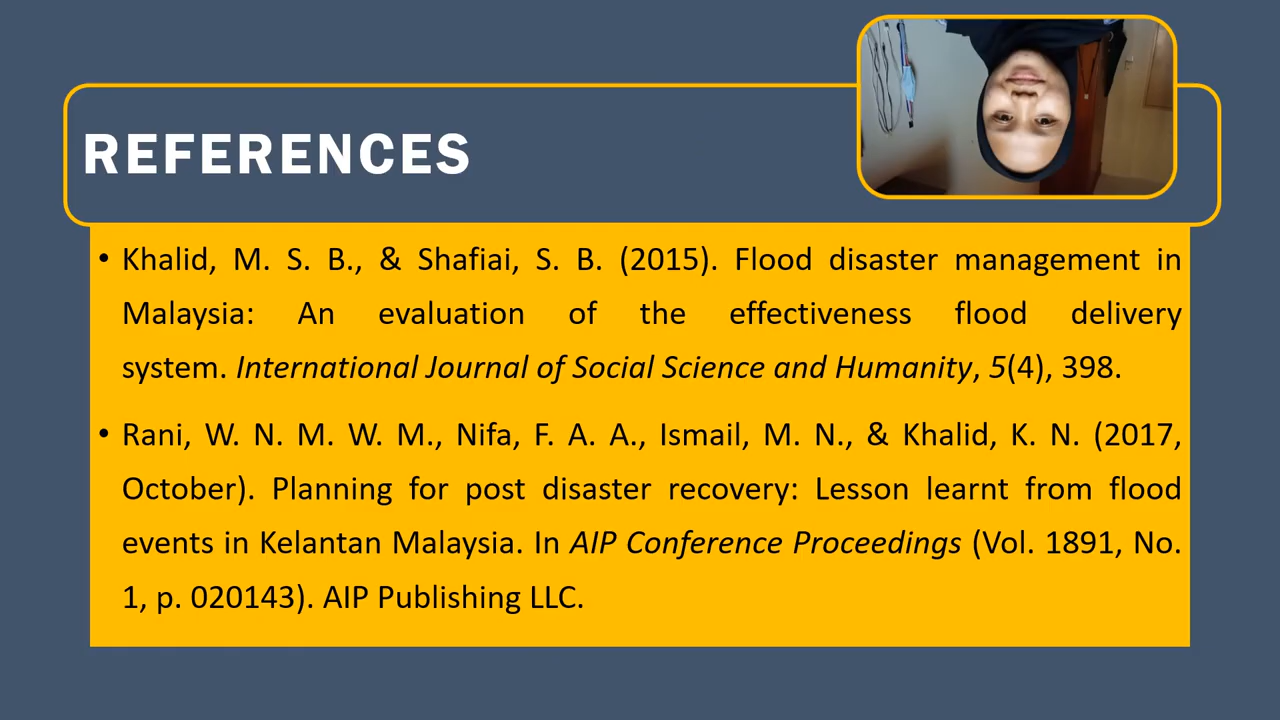 REFERENCES
• Khalid, M. S. B., & Shafiai, S. B. (2015). Flood disaster management in
Malaysia: An evaluation of the effectiveness flood delivery
system. International Journal of Social Science and Humanity, 5(4), 398.
• Rani, W. N. M. W. M., Nifa, F. A. A., Ismail, M. N., & Khalid, K. N. (2017,
October). Planning for post disaster recovery: Lesson learnt from flood
events in Kelantan Malaysia. In AIP Conference Proceedings (Vol. 1891, No.
1, p. 020143). AIP Publishing LLC.